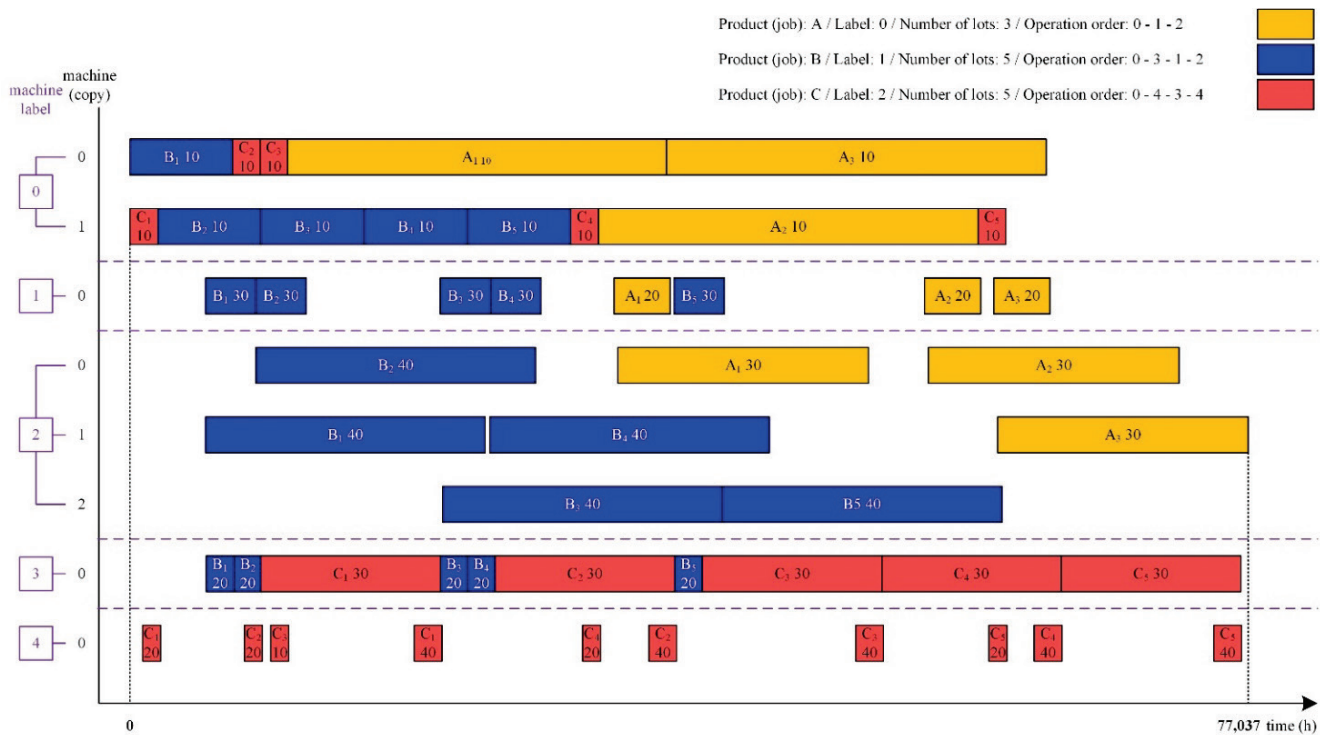 Product (job): A / Label: 0 / Number of lots: 3 / Operation order: 0 - 1 - 2
Product (job): B / Label: 1 / Number of lots: 5 / Operation order: 0 - 3 - 1 - 2
Product (job): C / Label: 2 / Number of lots: 5 / Operation order: 0 - 4 - 3 - 4
machine
label
machine
(copy)
0
0
B₁ 10
C₂
10
C₃
10
A₁ 10
A₃ 10
1
C₁
10
B₂ 10
B₃ 10
B₄ 10
B₅ 10
C₄
10
A₂ 10
C₅
10
1
0
B₁ 30
B₂ 30
B₃ 30
B₄ 30
A₁ 20
B₅ 30
A₂ 20
A₃ 20
2
0
B₂ 40
A₁ 30
A₂ 30
1
B₁ 40
B₄ 40
A₃ 30
2
B₃ 40
B5 40
3
0
B₁
20
B₂
20
C₁ 30
B₃
20
B₄
20
C₂ 30
B₅
20
C₃ 30
C₄ 30
C₅ 30
4
0
C₁
20
C₂
20
C₃
10
C₁
40
C₄
20
C₂
40
C₃
40
C₅
20
C₄
40
C₅
40
0
77,037 time (h)